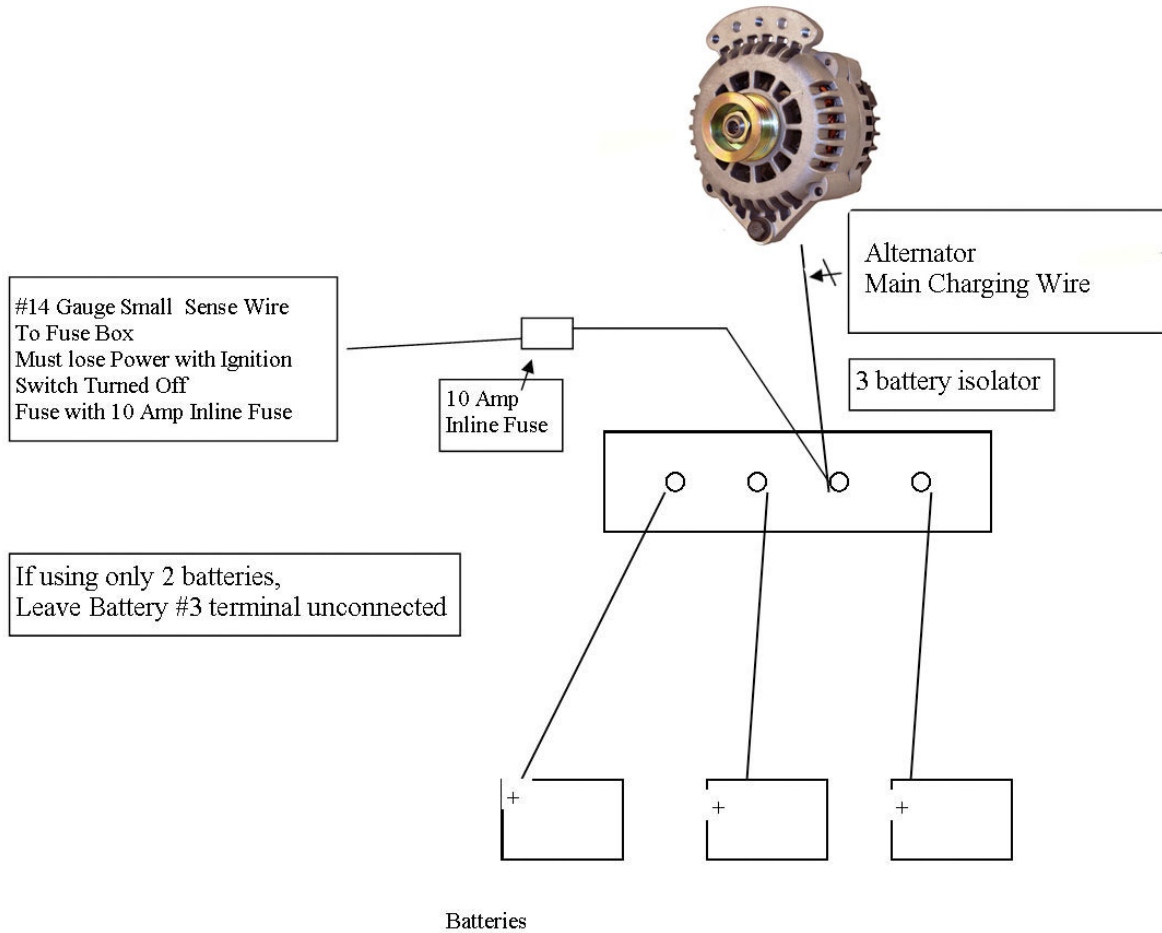 Alternator
Main Charging Wire
#14 Gauge Small Sense Wire
To Fuse Box
Must lose Power with Ignition
Switch Turned Off
Fuse with 10 Amp Inline Fuse
10 Amp
Inline Fuse
3 battery isolator
If using only 2 batteries,
Leave Battery #3 terminal unconnected
+
+
+
Batteries